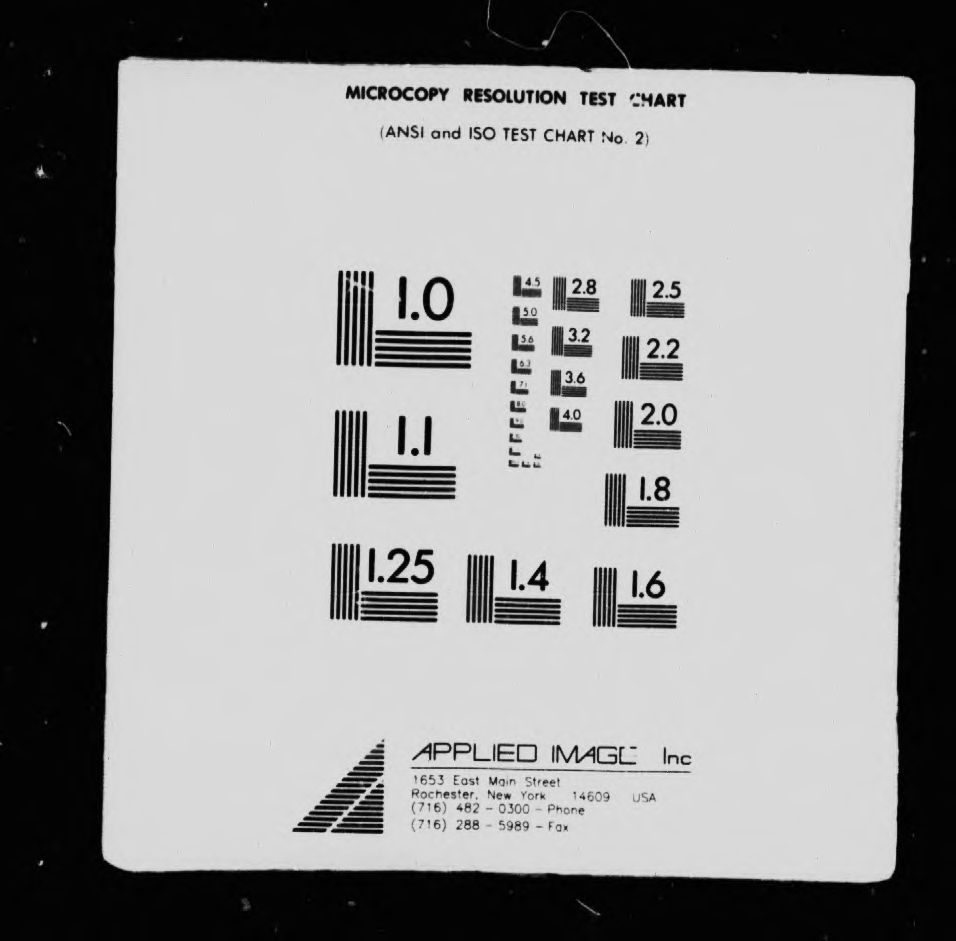 MICROCOPY RESOLUTION TEST CHART
(ANSI and ISO TEST CHART No. 2)
1.0
1.1
1.25
1.4
1.6
1.8
2.0
2.2
2.5
2.8
3.2
3.6
4.0
4.5
5.0
5.6
6.3
7.1
APPLIED IMAGE Inc
1653 East Main Street
Rochester, New York 14609 USA
(716) 482 - 0300 - Phone
(716) 288 - 5989 - Fax